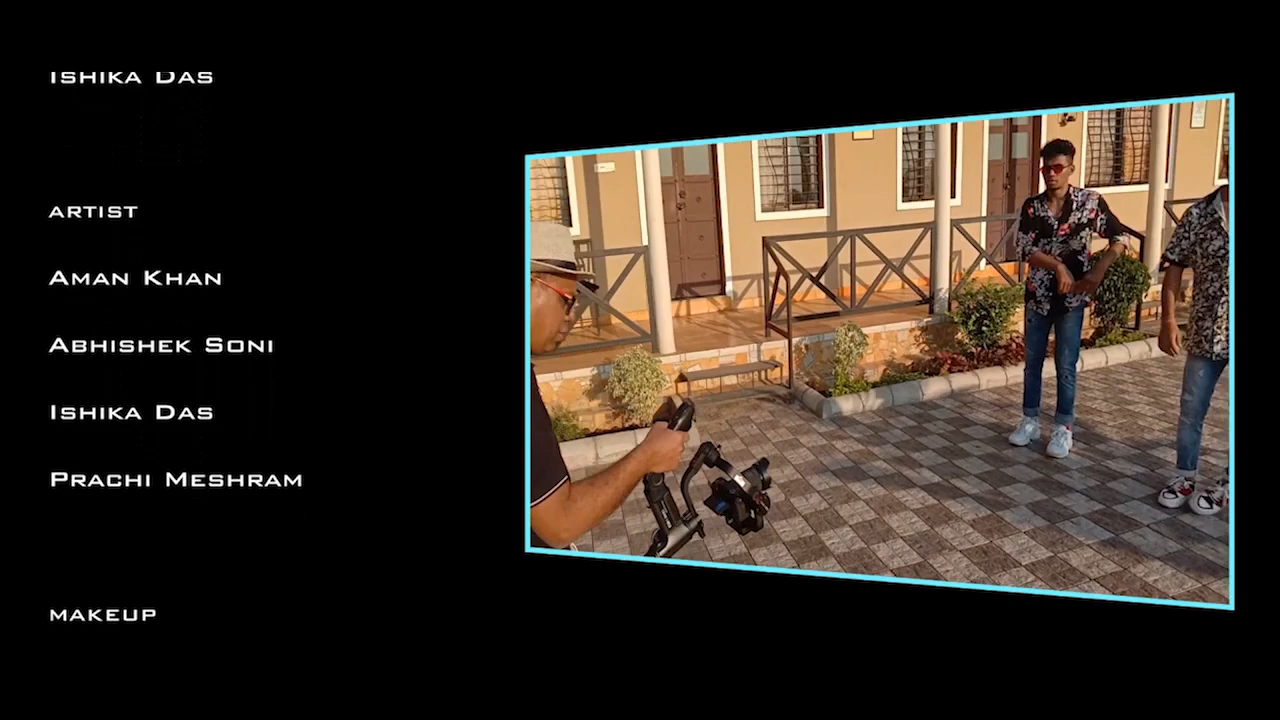 ISHIKA DAS
ARTIST
AMAN KHAN
ABHISHEK SONI
ISHIKA DAS
PRACHI MESHRAM
MAKEUP